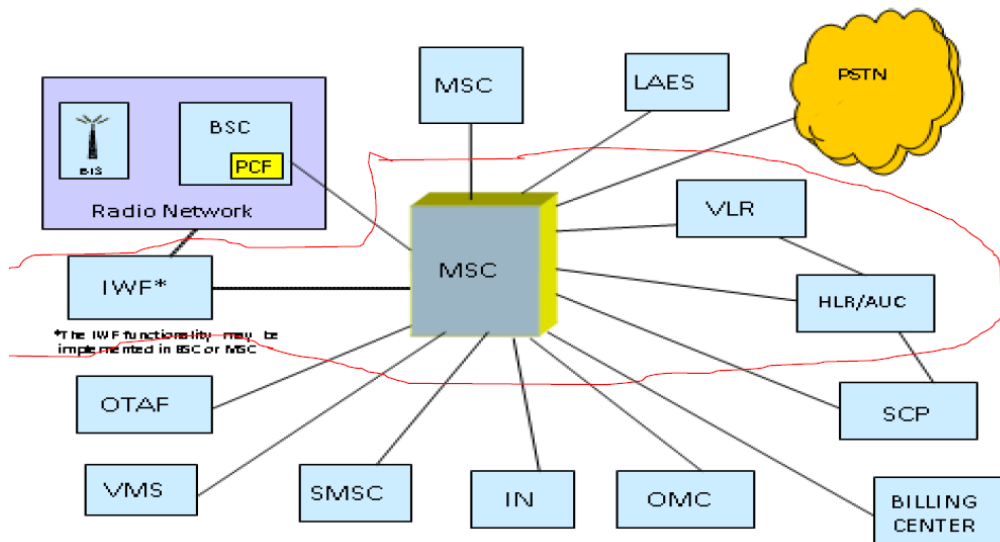 MSC
LAES
PSTN
BSC
PCF
BTS
Radio Network
VLR
MSC
IWF*
HLR/AUC
*The IWF functionality may be
implemented in BSC or MSC
OTAF
SCP
VMS
SMSC
IN
OMC
BILLING
CENTER